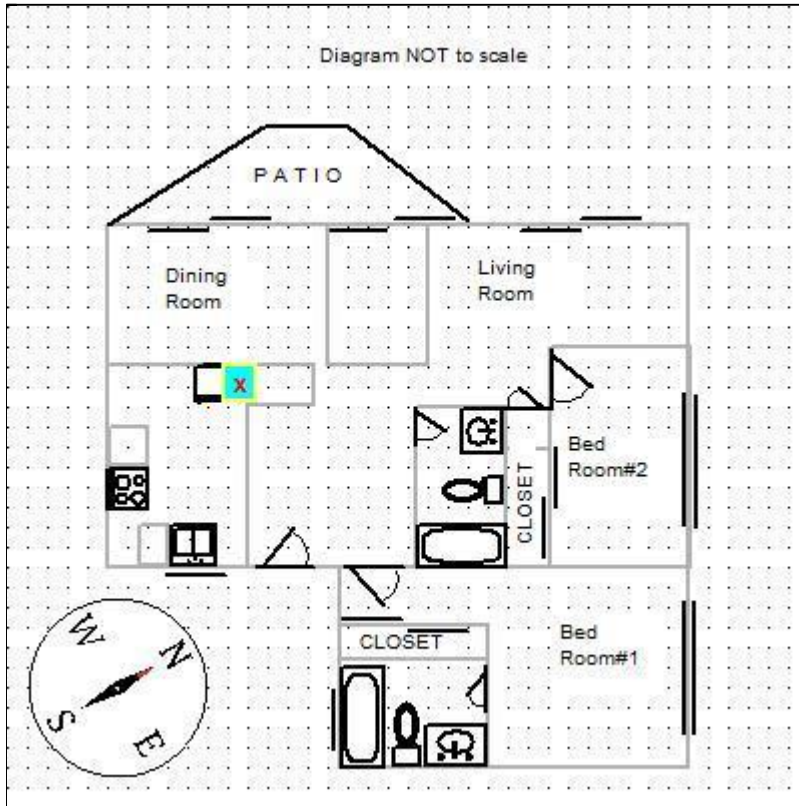 Diagram NOT to scale
PATIO
Dining
Room
Living
Room
X
Bed
Room#2
CLOSET
CLOSET
Bed
Room#1
W
N
S
E